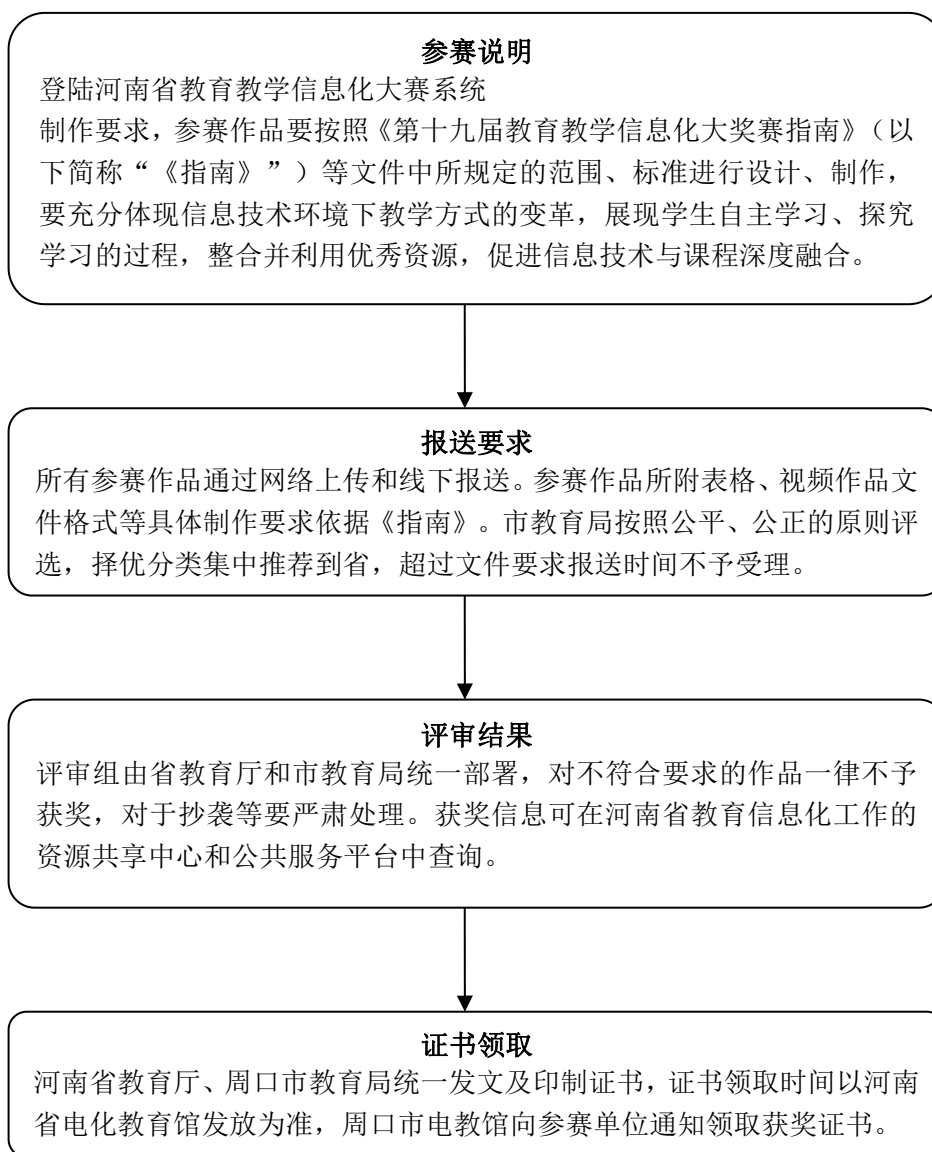 参赛说明
登陆河南省教育教学信息化大赛系统
制作要求，参赛作品要按照《第十九届教育教学信息化大奖赛指南》（以
下简称“《指南》”）等文件中所规定的范围、标准进行设计、制作，
要充分体现信息技术环境下教学方式的变革，展现学生自主学习、探究
学习的过程，整合并利用优秀资源，促进信息技术与课程深度融合。
报送要求
所有参赛作品通过网络上传和线下报送。参赛作品所附表格、视频作品文
件格式等具体制作要求依据《指南》。市教育局按照公平、公正的原则评
选，择优分类集中推荐到省，超过文件要求报送时间不予受理。
评审结果
评审组由省教育厅和市教育局统一部署，对不符合要求的作品一律不予
获奖，对于抄袭等要严肃处理。获奖信息可在河南省教育信息化工作的
资源共享中心和公共服务平台中查询。
证书领取
河南省教育厅、周口市教育局统一发文及印制证书，证书领取时间以河南
省电化教育馆发放为准，周口市电教馆向参赛单位通知领取获奖证书。